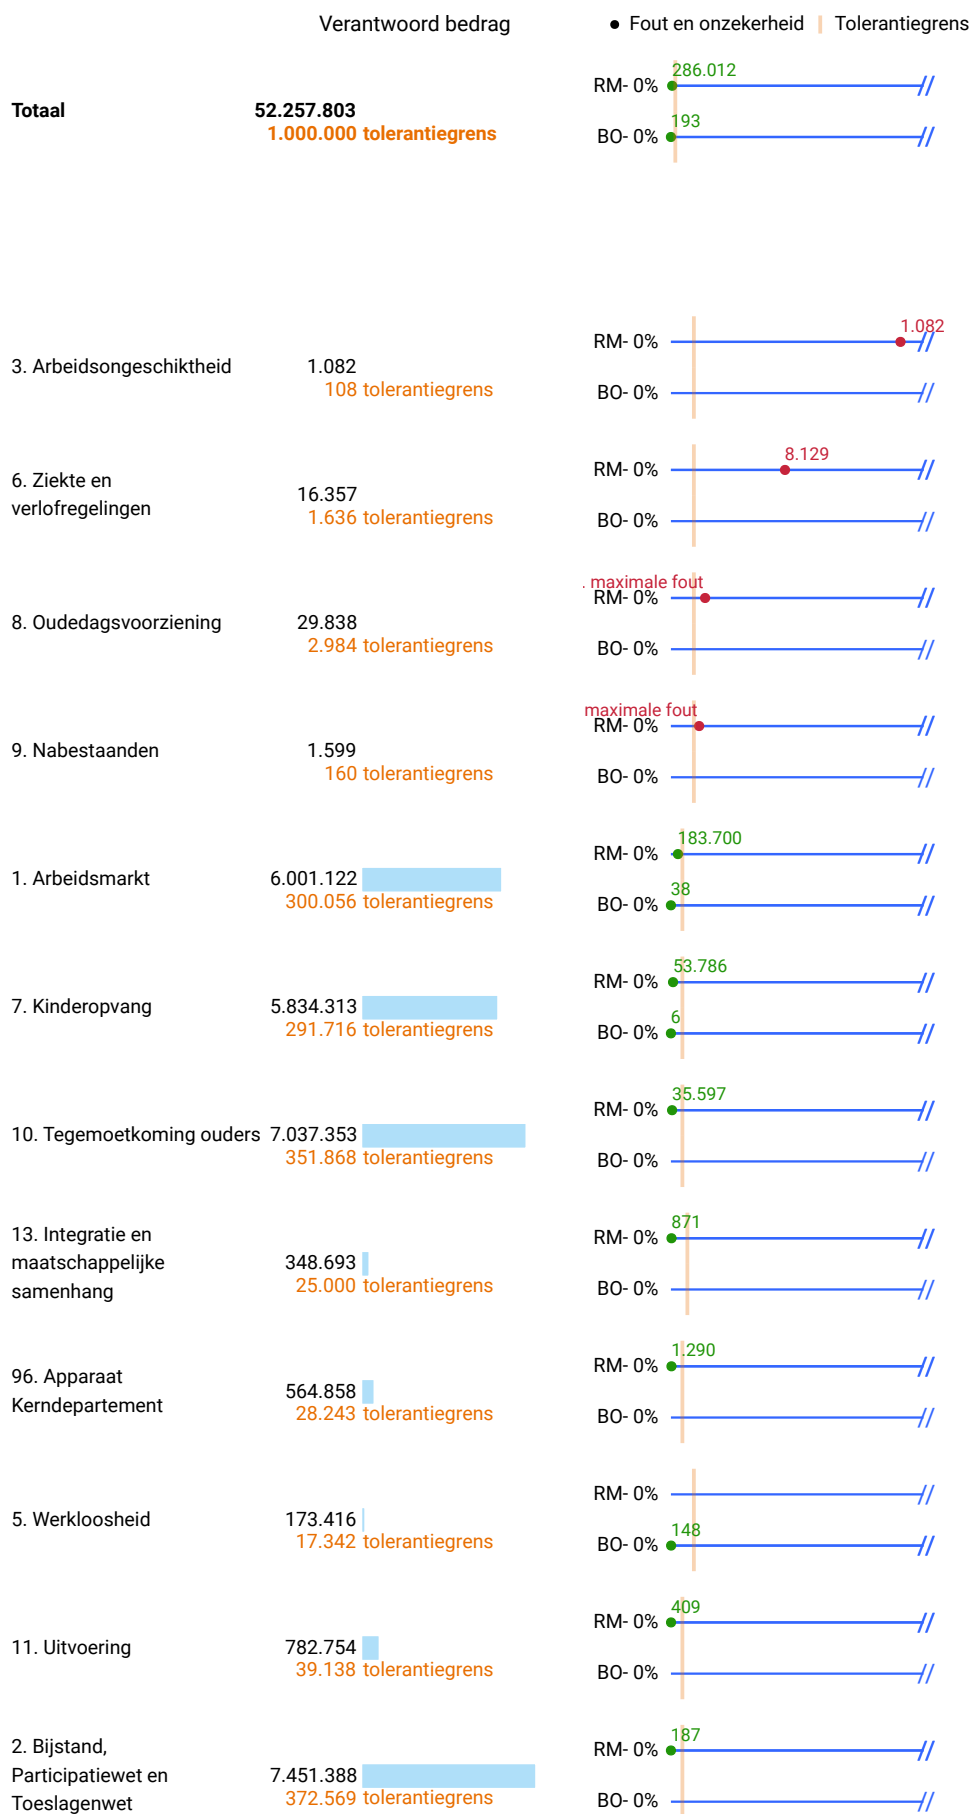 Verantwoord bedrag
Fout en onzekerheid Tolerantiegrens
Totaal 52.257.803
1.000.000 tolerantiegrens
286.012
RM- 0%
193
BO- 0%
3. Arbeidsongeschiktheid 1.082
108 tolerantiegrens
1.082
RM- 0%
BO- 0%
6. Ziekte en
verlofregelingen
16.357
1.636 tolerantiegrens
8.129
RM- 0%
BO- 0%
8. Oudedagsvoorziening 29.838
2.984 tolerantiegrens
. maximale fout
RM- 0%
BO- 0%
9. Nabestaanden 1.599
160 tolerantiegrens
maximale fout
RM- 0%
BO- 0%
1. Arbeidsmarkt 6.001.122
300.056 tolerantiegrens
183.700
RM- 0%
38
BO- 0%
7. Kinderopvang 5.834.313
291.716 tolerantiegrens
53.786
RM- 0%
6
BO- 0%
10. Tegemoetkoming ouders 7.037.353
351.868 tolerantiegrens
35.597
RM- 0%
BO- 0%
13. Integratie en
maatschappelijke
samenhang
348.693
25.000 tolerantiegrens
871
RM- 0%
BO- 0%
96. Apparaat
Kerndepartement
564.858
28.243 tolerantiegrens
1.290
RM- 0%
BO- 0%
5. Werkloosheid 173.416
17.342 tolerantiegrens
RM- 0%
148
BO- 0%
11. Uitvoering 782.754
39.138 tolerantiegrens
409
RM- 0%
BO- 0%
2. Bijstand,
Participatiewet en
Toeslagenwet
7.451.388
372.569 tolerantiegrens
187
RM- 0%
BO- 0%